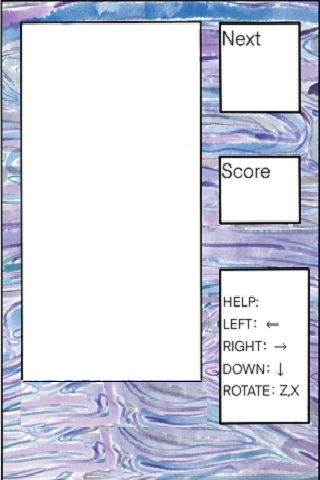 Next
Score
HELP:
LEFT: ⇐
RIGHT: →
DOWN: ↓
ROTATE: Z,X